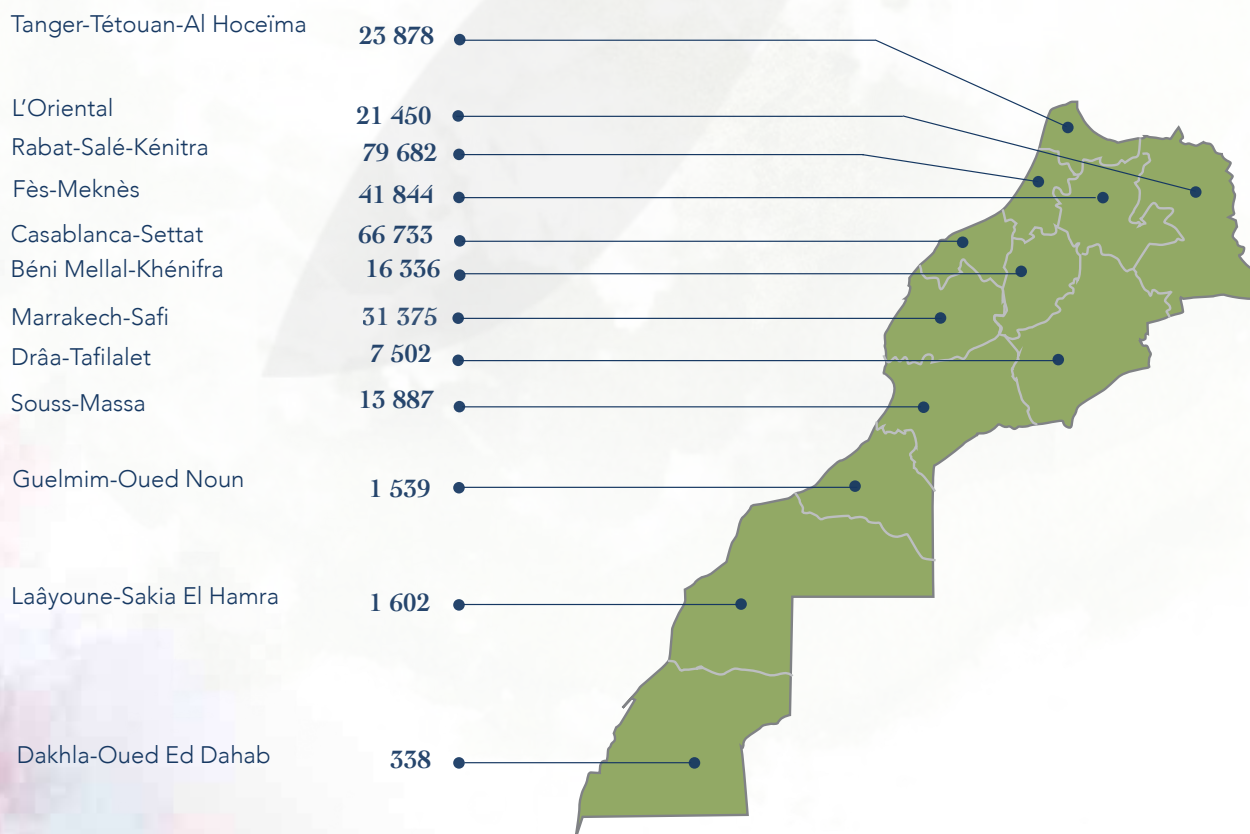 Tanger-Tétouan-Al Hoceïma 23 878
L’Oriental 21 450
Rabat-Salé-Kénitra 79 682
Fès-Meknès 41 844
Casablanca-Settat 66 733
Béni Mellal-Khénifra 16 336
Marrakech-Safi 31 375
Drâa-Tafilalet 7 502
Souss-Massa 13 887
Guelmim-Oued Noun 1 539
Laâyoune-Sakia El Hamra 1 602
Dakhla-Oued Ed Dahab 338